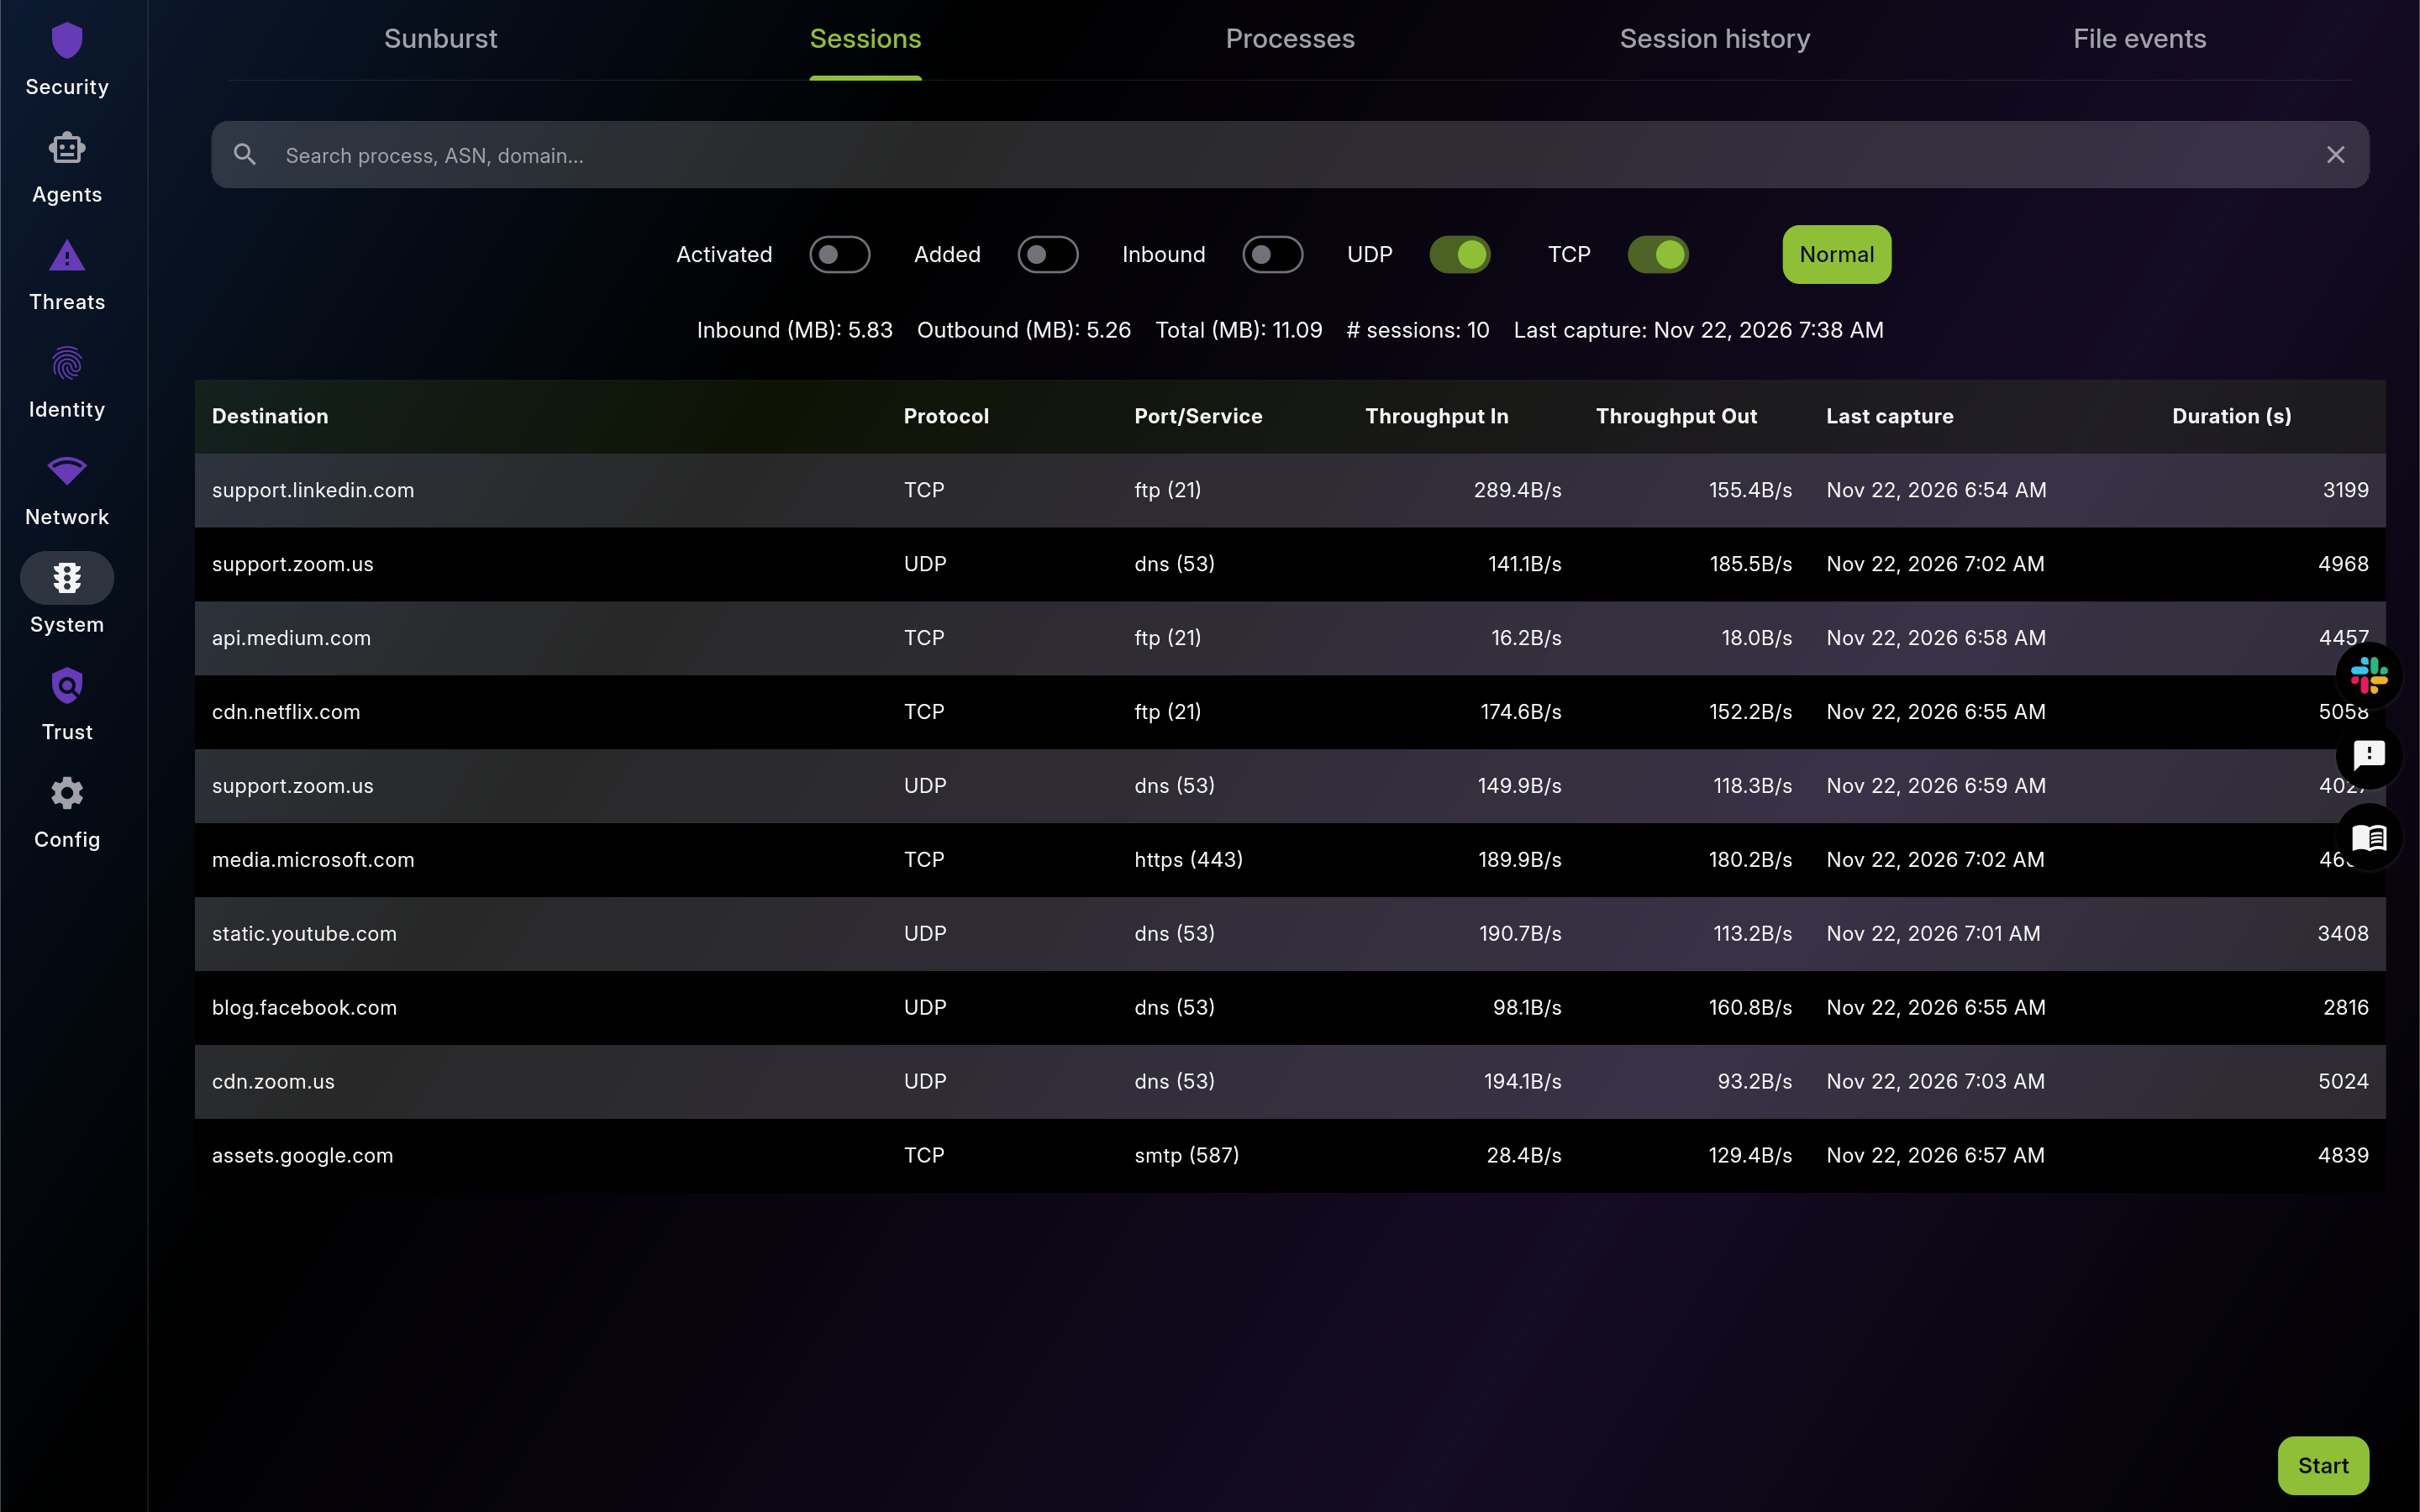 Sunburst Sessions Processes Session history File events
Security
Agents
Threats
Identity
Network
System
Trust
Config
Search process, ASN, domain...
Activated Added Inbound UDP TCP Normal
Inbound (MB): 5.83 Outbound (MB): 5.26 Total (MB): 11.09 # sessions: 10 Last capture: Nov 22, 2026 7:38 AM
Destination Protocol Port/Service Throughput In Throughput Out Last capture Duration (s)
support.linkedin.com TCP ftp (21) 289.4B/s 155.4B/s Nov 22, 2026 6:54 AM 3199
support.zoom.us UDP dns (53) 141.1B/s 185.5B/s Nov 22, 2026 7:02 AM 4968
api.medium.com TCP ftp (21) 16.2B/s 18.0B/s Nov 22, 2026 6:58 AM 4457
cdn.netflix.com TCP ftp (21) 174.6B/s 152.2B/s Nov 22, 2026 6:55 AM 5058
support.zoom.us UDP dns (53) 149.9B/s 118.3B/s Nov 22, 2026 6:59 AM
media.microsoft.com TCP https (443) 189.9B/s 180.2B/s Nov 22, 2026 7:02 AM
static.youtube.com UDP dns (53) 190.7B/s 113.2B/s Nov 22, 2026 7:01 AM 3408
blog.facebook.com UDP dns (53) 98.1B/s 160.8B/s Nov 22, 2026 6:55 AM 2816
cdn.zoom.us UDP dns (53) 194.1B/s 93.2B/s Nov 22, 2026 7:03 AM 5024
assets.google.com TCP smtp (587) 28.4B/s 129.4B/s Nov 22, 2026 6:57 AM 4839
Start